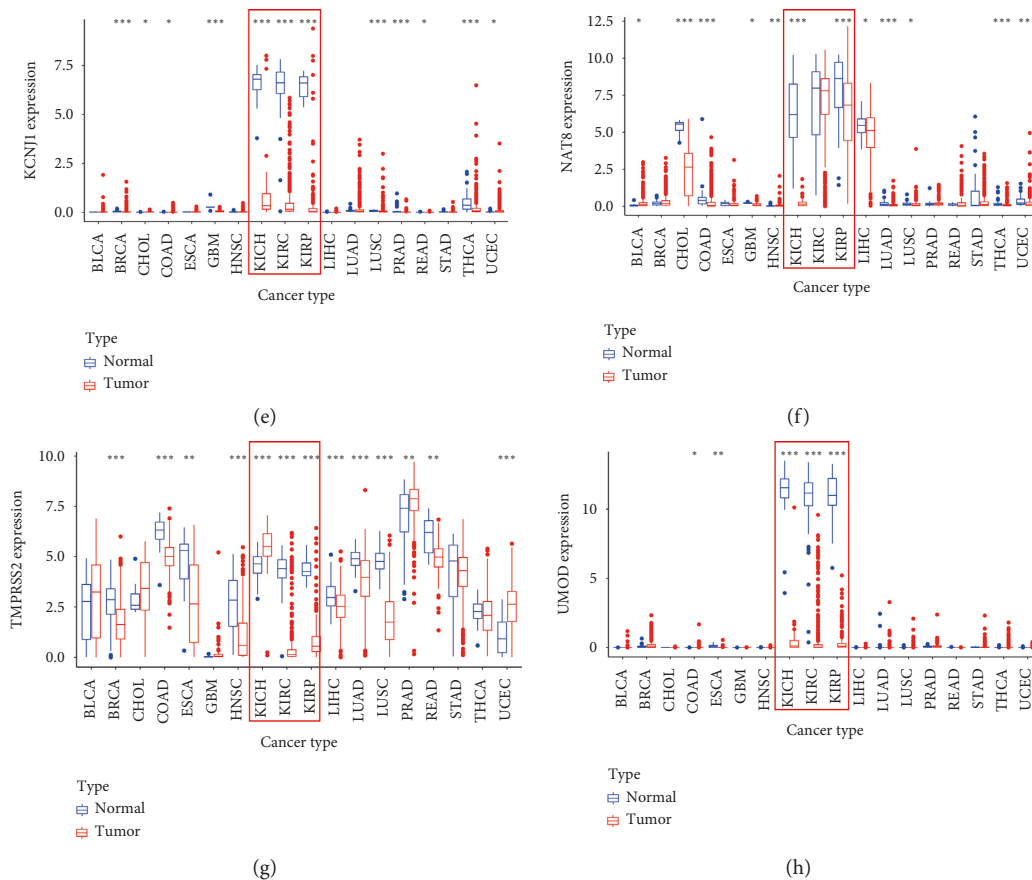 *** * * *** *** *** *** *** *** * *** *
KCNJ1 expression
7.5
5.0
2.5
0.0
BLCA BRCA CHOL COAD ESCA GBM HNSC KICH KIRC KIRP LIHC LUAD LUSC PRAD READ STAD THCA UCEC
Cancer type
Type
Normal
Tumor
(e)
* *** *** * ** *** *** * *** * *** **
NAT8 expression
12.5
10.0
7.5
5.0
2.5
0.0
BLCA BRCA CHOL COAD ESCA GBM HNSC KICH KIRC KIRP LIHC LUAD LUSC PRAD READ STAD THCA UCEC
Cancer type
Type
Normal
Tumor
(f)
*** *** ** *** *** *** *** *** *** *** ** ** ***
TMPRSS2 expression
10.0
7.5
5.0
2.5
0.0
BLCA BRCA CHOL COAD ESCA GBM HNSC KICH KIRC KIRP LIHC LUAD LUSC PRAD READ STAD THCA UCEC
Cancer type
Type
Normal
Tumor
(g)
* ** *** *** ***
UMOD expression
10
5
0
BLCA BRCA CHOL COAD ESCA GBM HNSC KICH KIRC KIRP LIHC LUAD LUSC PRAD READ STAD THCA UCEC
Cancer type
Type
Normal
Tumor
(h)